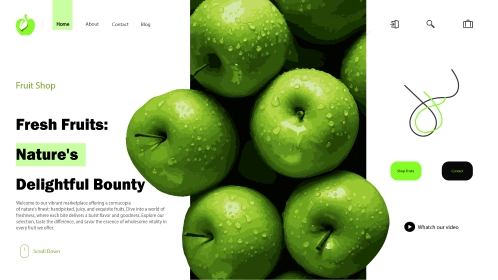 Home
About
Contact
Blog
Fruit Shop
Fresh Fruits:
Nature's
Delightful Bounty
Welcome to our vibrant marketplace offering a cornucopia
of nature's finest: handpicked, juicy, and exquisite fruits. Dive into a world of
freshness, where each bite delivers a burst flavor and goodness. Explore our
selection, taste the difference, and savor the essence of wholesome vitality in
every fruit we offer.
Scroll Down
Shop Fruits
Contact
Whatch our video